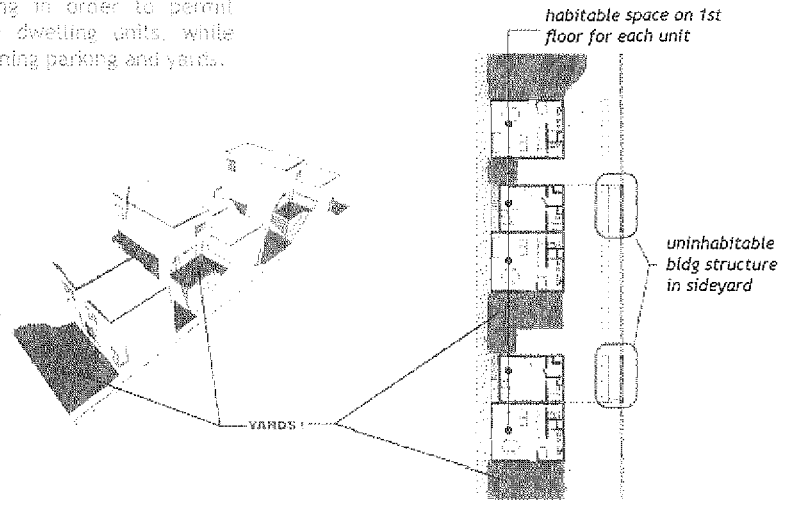 ing in order to permit
dwelling units, while
ning parking and yards.
habitable space on 1st
floor for each unit
uninhabitable
bldg structure
in sideyard
YARDS!